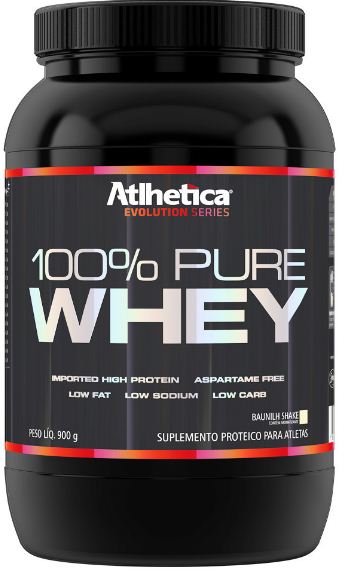 Atlhetica
EVOLUTION SERIES
100% PURE
WHEY
IMPORTED HIGH PROTEIN ASPARTAME FREE
LOW FAT LOW SODIUM LOW CARB
BAUNILH SHAKE
PESO LÍQ. 900 g
SUPLEMENTO PROTEICO PARA ATLETAS